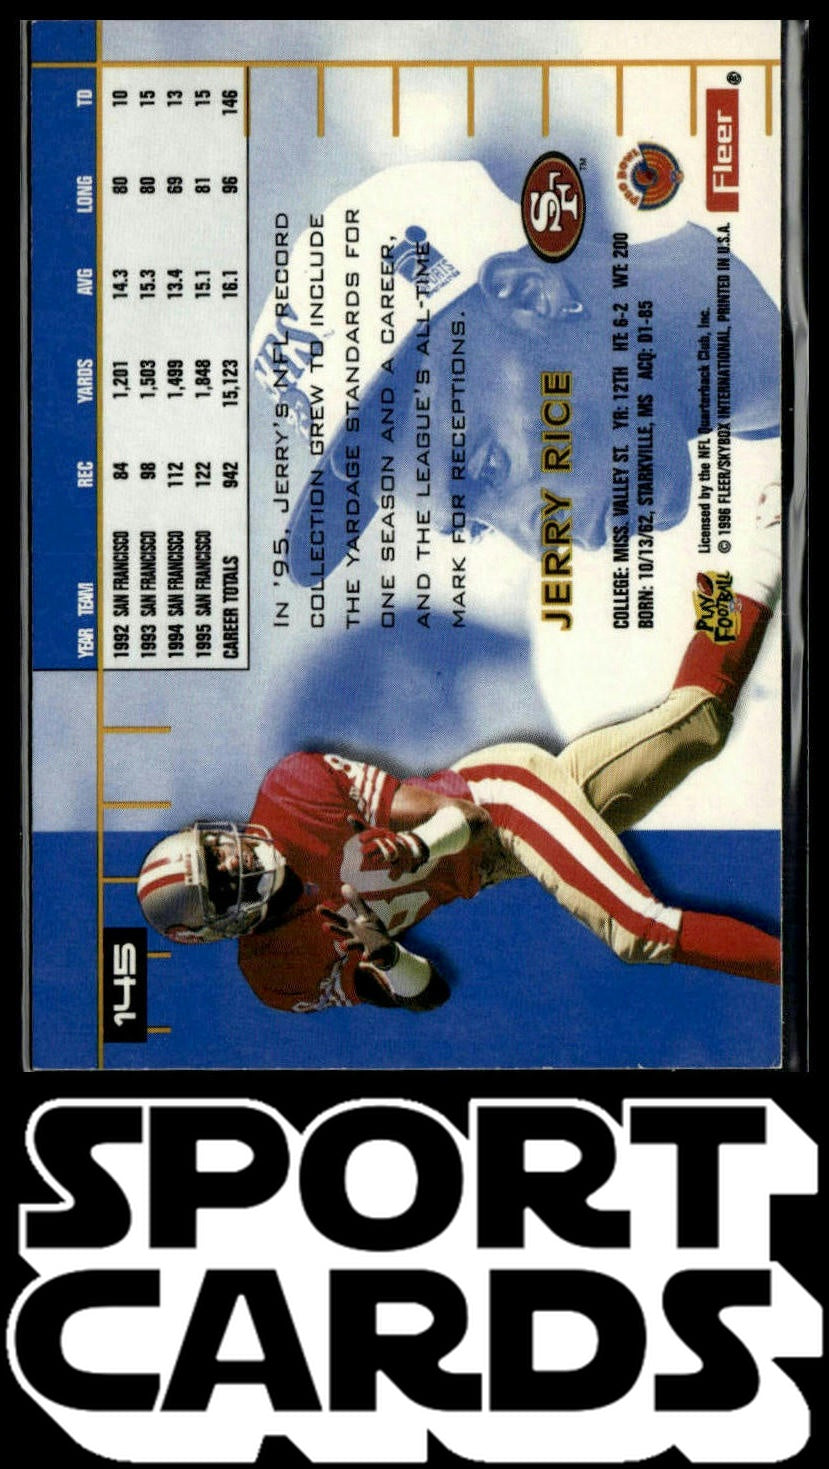 YEAR TEAM REC YARDS AVG LONG TD
1992 SAN FRANCISCO 84 1,201 14.3 80 10
1993 SAN FRANCISCO 98 1,503 15.3 80 15
1994 SAN FRANCISCO 112 1,499 13.4 69 13
1995 SAN FRANCISCO 122 1,848 15.1 81 15
CAREER TOTALS 942 15,123 16.1 96 146
IN '95, JERRY'S NFL RECORD
COLLECTION GREW TO INCLUDE
THE YARDAGE STANDARDS FOR
ONE SEASON AND A CAREER,
AND THE LEAGUE'S ALL-TIME
MARK FOR RECEPTIONS.
SF
TM
JERRY RICE
PRO BOWL
COLLEGE: MISS. VALLEY ST. YR: 12TH HT: 6-2 WT: 200
BORN: 10/13/62, STARKVILLE, MS ACQ: D1-85
PLAY
FOOTBALL
Licensed by the NFL Quarterback Club, Inc.
© 1996 FLEER/SKYBOX INTERNATIONAL, PRINTED IN U.S.A.
Fleer®
145
SPORT
CARDS